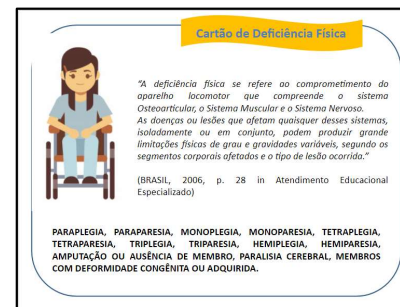 Cartão de Deficiência Física
"A deficiência física se refere ao comprometimento do
aparelho locomotor que compreende o sistema
Osteoarticular, o Sistema Muscular e o Sistema Nervoso.
As doenças ou lesões que afetam quaisquer desses sistemas,
isoladamente ou em conjunto, podem produzir grande
limitações físicas de grau e gravidades variáveis, segundo os
segmentos corporais afetados e o tipo de lesão ocorrida."
(BRASIL, 2006, p. 28 in Atendimento Educacional
Especializado)
PARAPLEGIA, PARAPARESIA, MONOPLEGIA, MONOPARESIA, TETRAPLEGIA,
TETRAPARESIA, TRIPLEGIA, TRIPARESIA, HEMIPLEGIA, HEMIPARESIA,
AMPUTAÇÃO OU AUSÊNCIA DE MEMBRO, PARALISIA CEREBRAL, MEMBROS
COM DEFORMIDADE CONGÊNITA OU ADQUIRIDA.